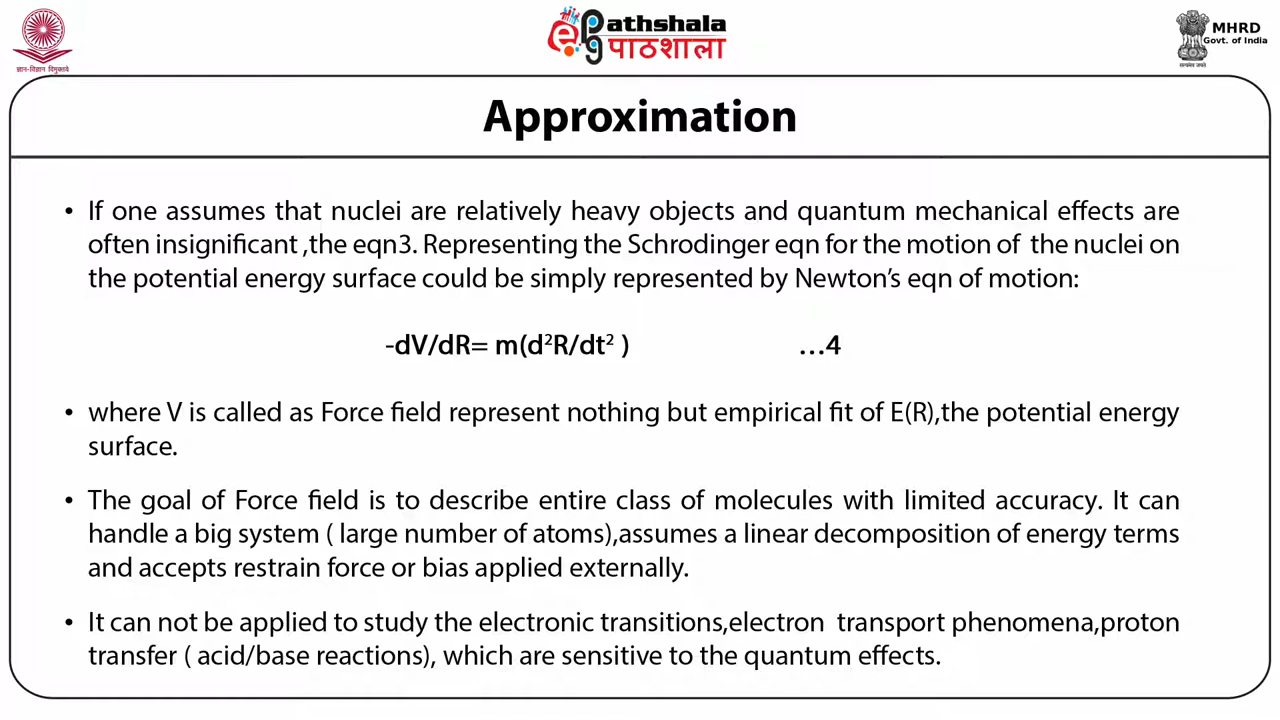 ज्ञान-विज्ञान विमुक्तये
ePG Pathshala
पाठशाला
MHRD
Govt. of India
सत्यमेव जयते
Approximation
• If one assumes that nuclei are relatively heavy objects and quantum mechanical effects are
often insignificant ,the eqn3. Representing the Schrodinger eqn for the motion of the nuclei on
the potential energy surface could be simply represented by Newton’s eqn of motion:
-dV/dR= m(d²R/dt² ) …4
• where V is called as Force field represent nothing but empirical fit of E(R),the potential energy
surface.
• The goal of Force field is to describe entire class of molecules with limited accuracy. It can
handle a big system ( large number of atoms),assumes a linear decomposition of energy terms
and accepts restrain force or bias applied externally.
• It can not be applied to study the electronic transitions,electron transport phenomena,proton
transfer ( acid/base reactions), which are sensitive to the quantum effects.